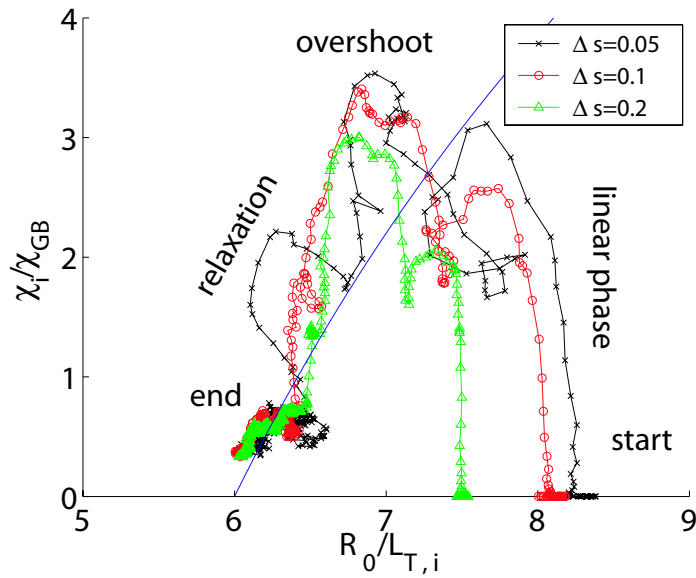 overshoot
Δ s=0.05
Δ s=0.1
Δ s=0.2
relaxation
linear phase
end
start
χi/χGB
4
3
2
1
0
5
6
7
8
9
R0/LT,i